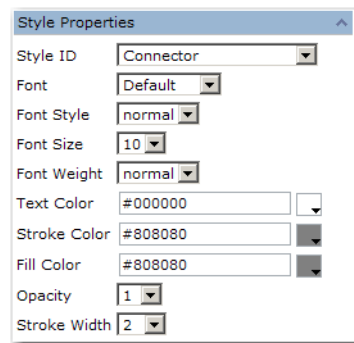 Style Properties
Style ID Connector
Font Default
Font Style normal
Font Size 10
Font Weight normal
Text Color #000000
Stroke Color #808080
Fill Color #808080
Opacity 1
Stroke Width 2